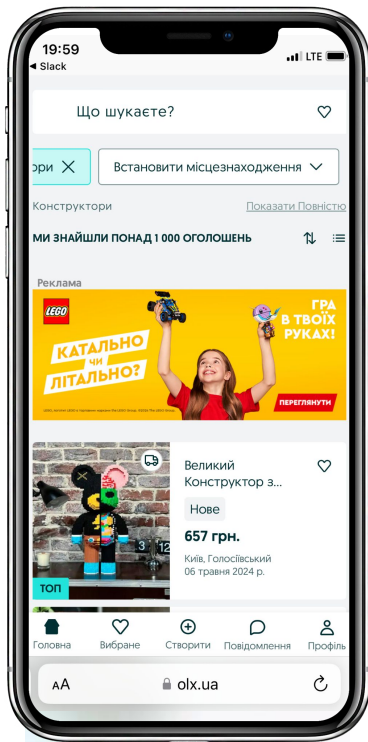 19:59
Slack
LTE
Що шукаєте?
ори
Встановити місцезнаходження
Конструктори
Показати Повністю
МИ ЗНАЙШЛИ ПОНАД 1 000 ОГОЛОШЕНЬ
Реклама
LEGO
КАТАЛЬНО
ЧИ
ЛІТАЛЬНО?
ГРА
В ТВОЇХ
РУКАХ!
ПЕРЕГЛЯНУТИ
Великий
Конструктор з...
Нове
657 грн.
Київ, Голосіївський
06 травня 2024 р.
3 12
ТОП
Головна
Вибране
Створити
Повідомлення
Профіль
AA
olx.ua